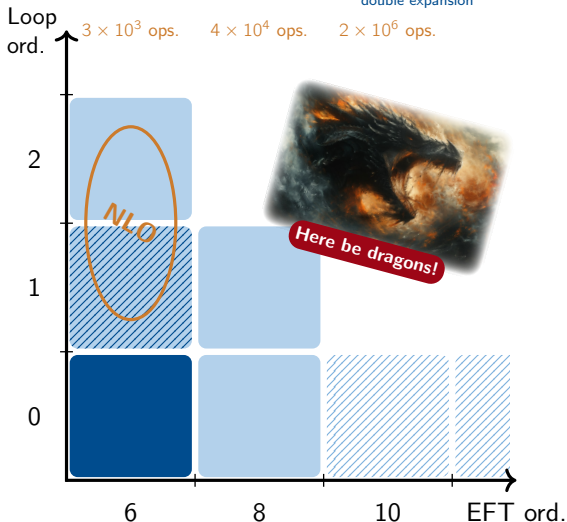 double expansion
Loop
ord.
3 × 10³ ops.
4 × 10⁴ ops.
2 × 10⁶ ops.
2
NLO
Here be dragons!
1
0
6
8
10
EFT ord.